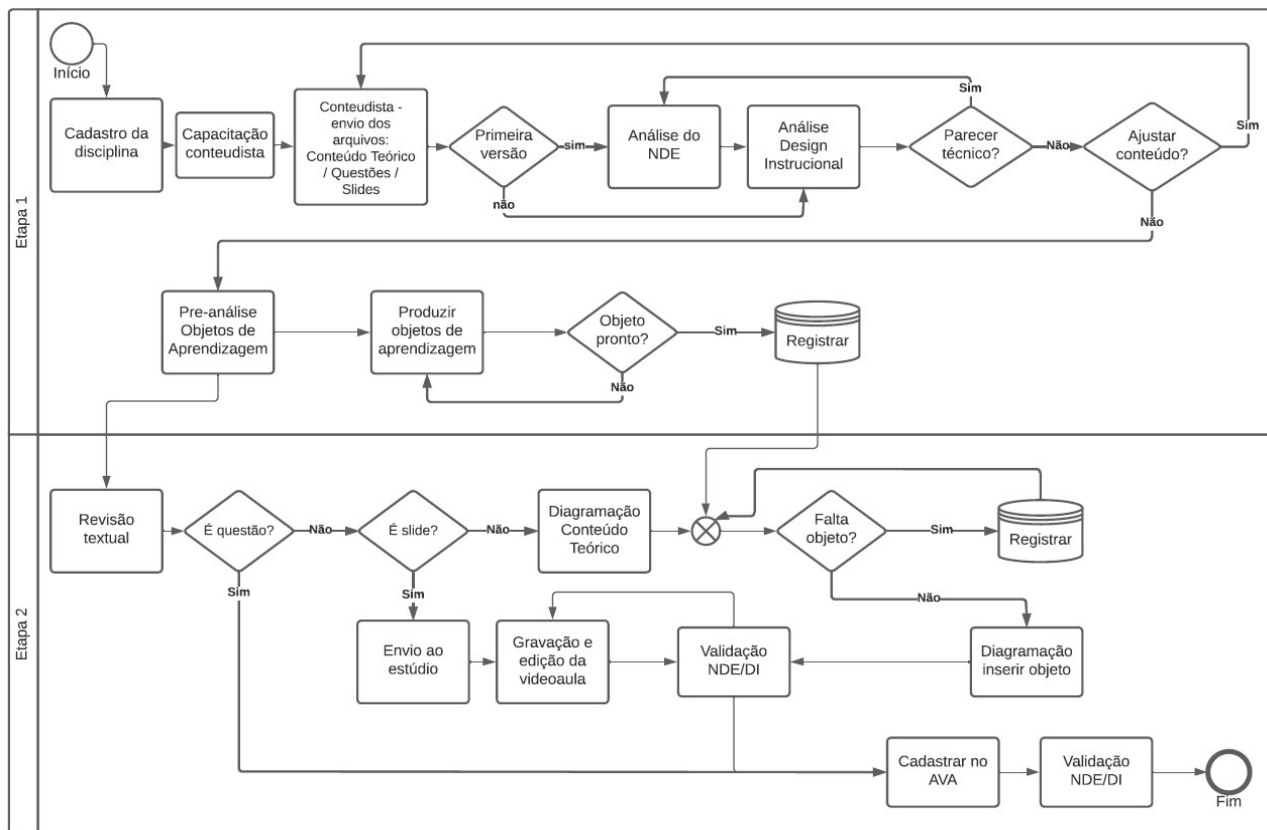 Etapa 1
Início
Cadastro da
disciplina
Capacitação
conteudista
Conteudista -
envio dos
arquivos:
Conteúdo Teórico
/ Questões /
Slides
Primeira
versão
sim
não
Análise do
NDE
Análise
Design
Instrucional
Sim
Parecer
técnico?
Não
Ajustar
conteúdo?
Sim
Não
Pre-análise
Objetos de
Aprendizagem
Produzir
objetos de
aprendizagem
Objeto
pronto?
Sim
Não
Registrar
Etapa 2
Revisão
textual
É questão?
Não
Sim
É slide?
Não
Sim
Diagramação
Conteúdo
Teórico
Falta
objeto?
Sim
Não
Registrar
Envio ao
estúdio
Gravação e
edição da
videoaula
Validação
NDE/DI
Diagramação
inserir objeto
Cadastrar no
AVA
Validação
NDE/DI
Fim